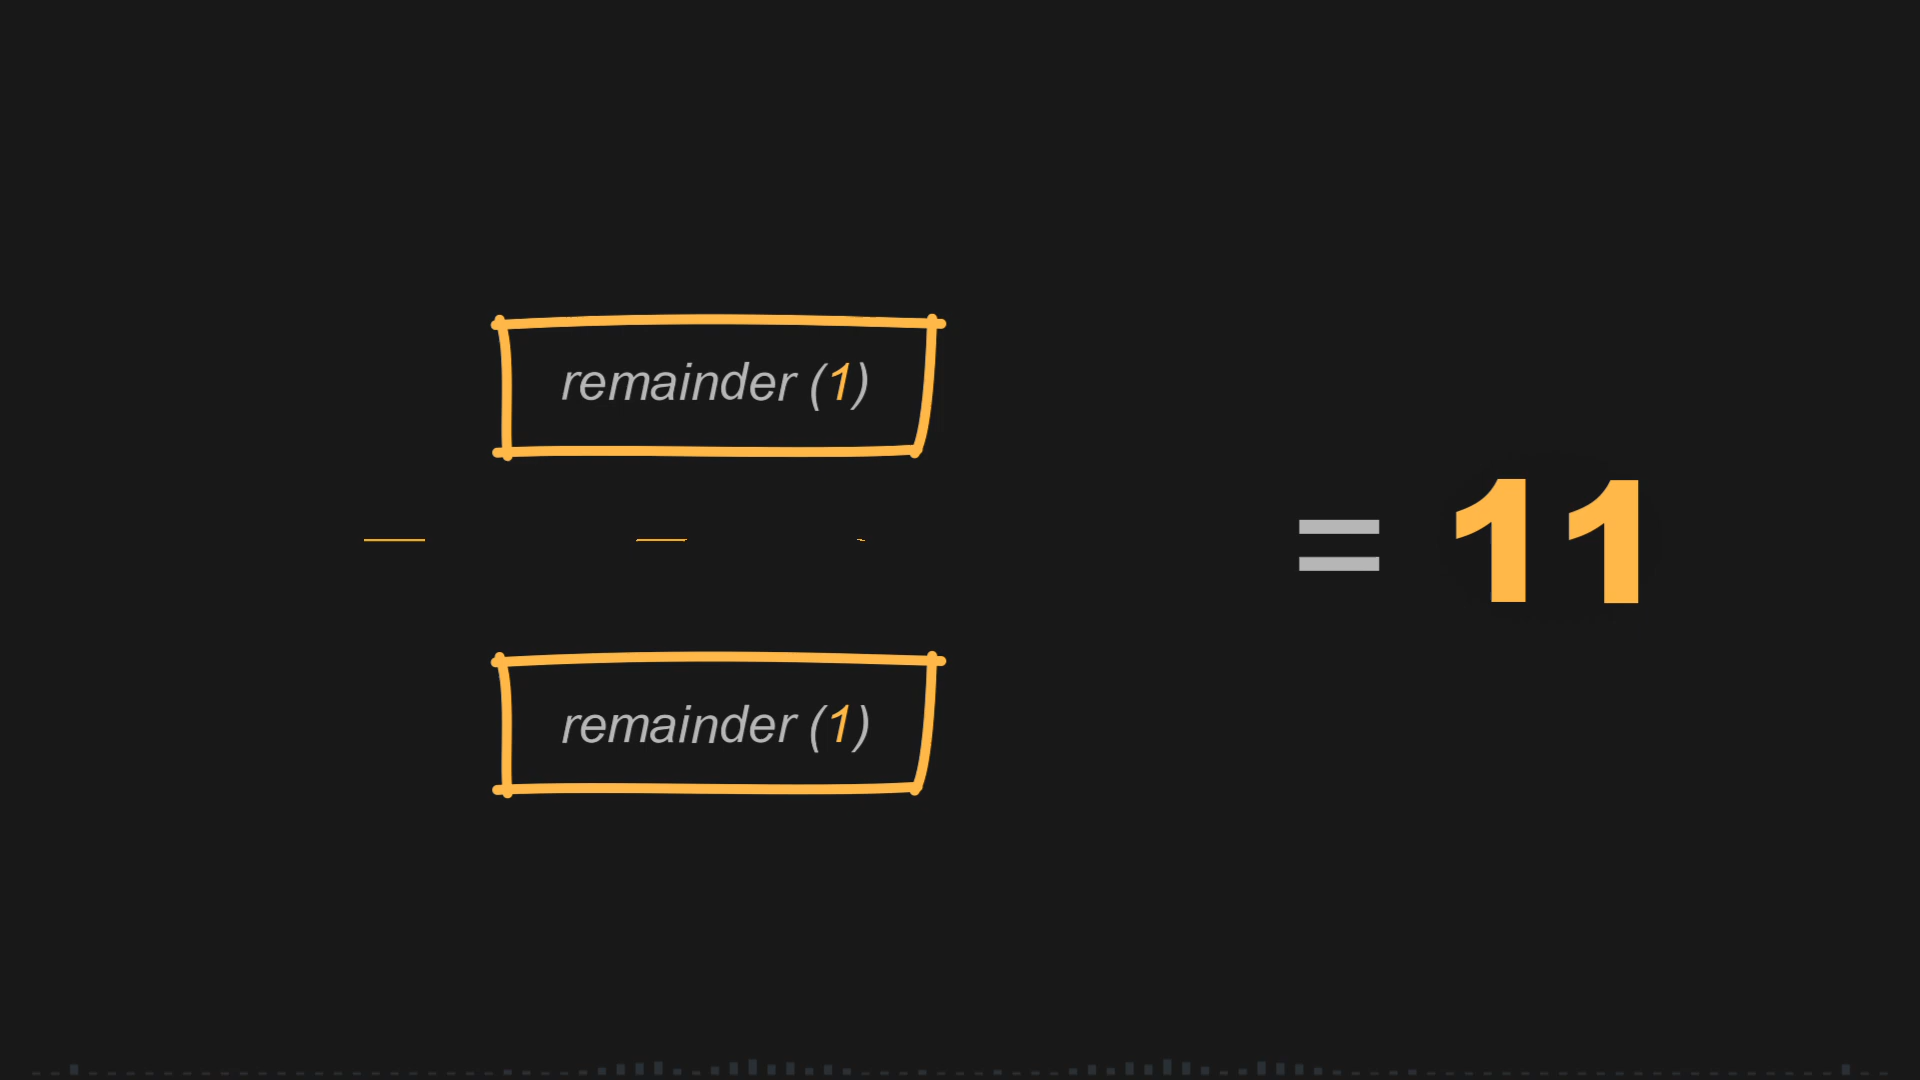 remainder (1)
= 11
remainder (1)